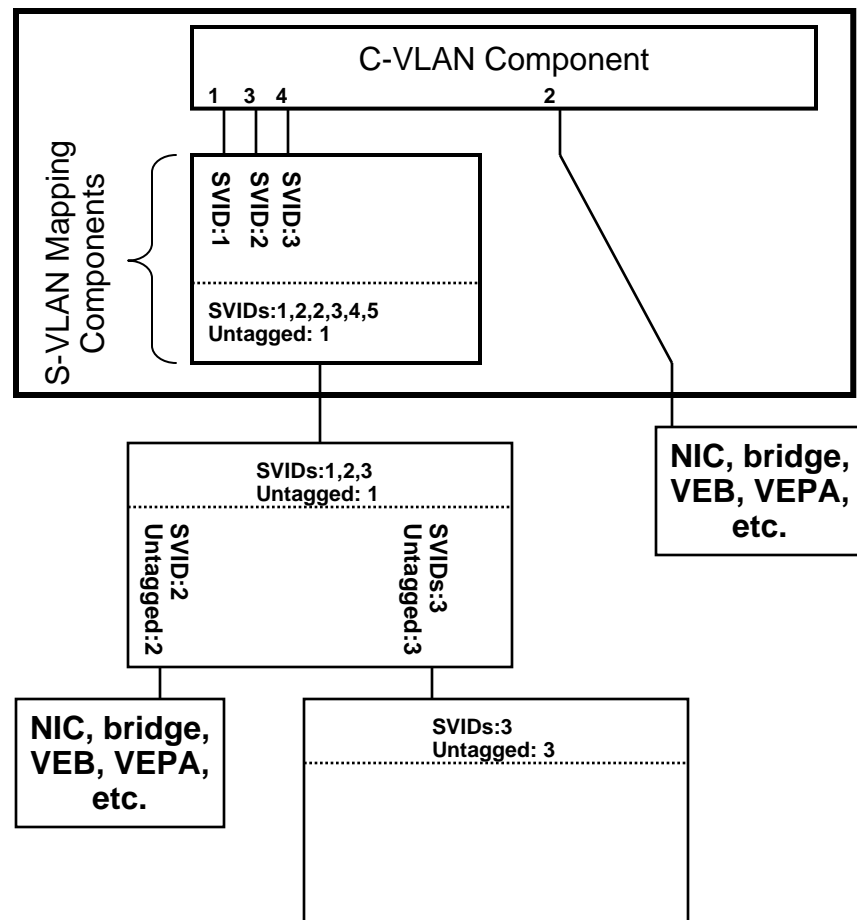 C-VLAN Component
1 3 4 2
S-VLAN Mapping
Components
SVID:1
SVID:2
SVID:3
SVIDs:1,2,2,3,4,5
Untagged: 1
NIC, bridge,
VEB, VEPA,
etc.
SVIDs:1,2,3
Untagged: 1
SVID:2
Untagged:2
SVIDs:3
Untagged:3
NIC, bridge,
VEB, VEPA,
etc.
SVIDs:3
Untagged: 3